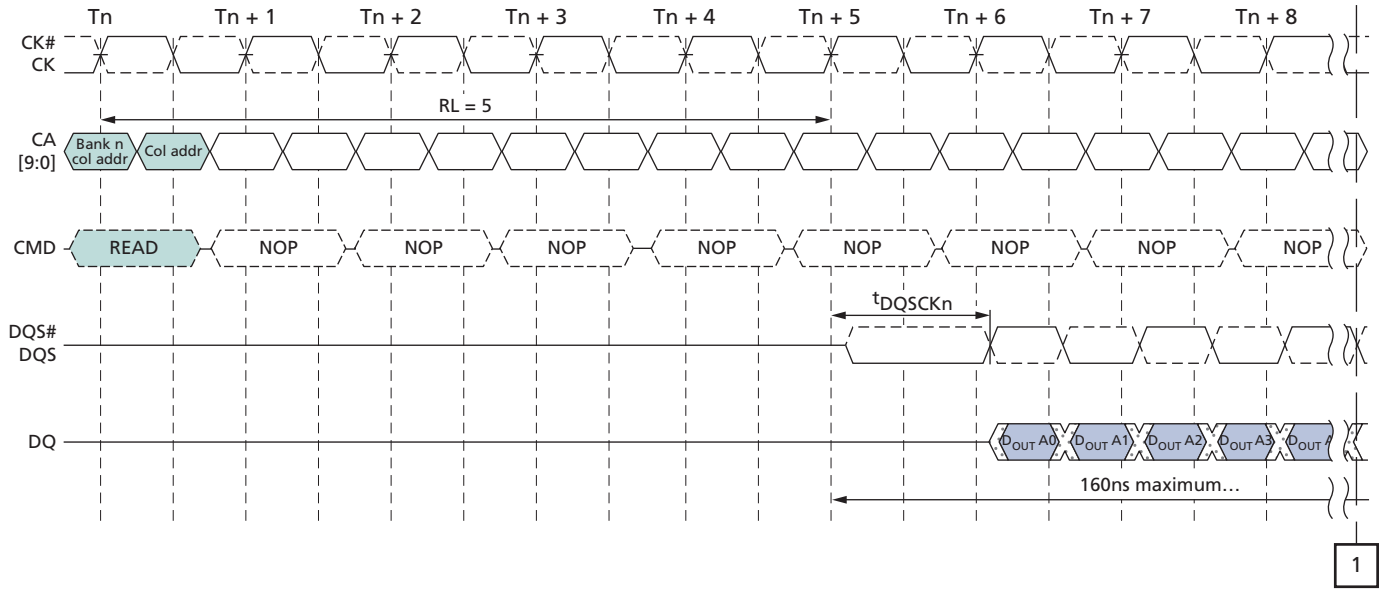 Tn Tn + 1 Tn + 2 Tn + 3 Tn + 4 Tn + 5 Tn + 6 Tn + 7 Tn + 8
CK#
CK
RL = 5
CA
[9:0]
Bank n
col addr
Col addr
CMD READ NOP NOP NOP NOP NOP NOP NOP NOP
tDQSCKn
DQS#
DQS
DQ DOUT A0 DOUT A1 DOUT A2 DOUT A3 DOUT A
160ns maximum…
1